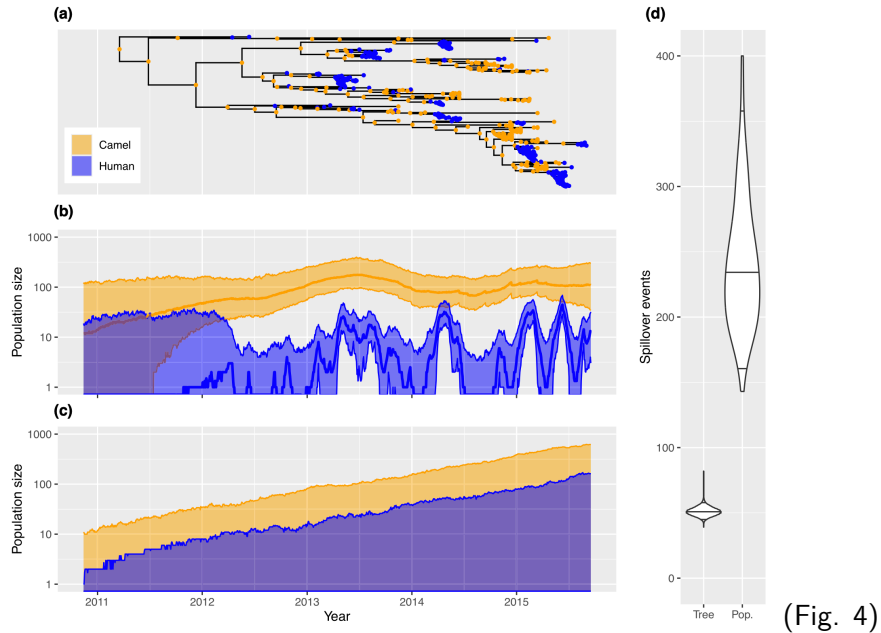 (a)
Camel
Human
(b)
Population size
1000
100
10
1
(c)
Population size
1000
100
10
1
2011 2012 2013 2014 2015
Year
(d)
Spillover events
400
300
200
100
0
Tree Pop.
(Fig. 4)